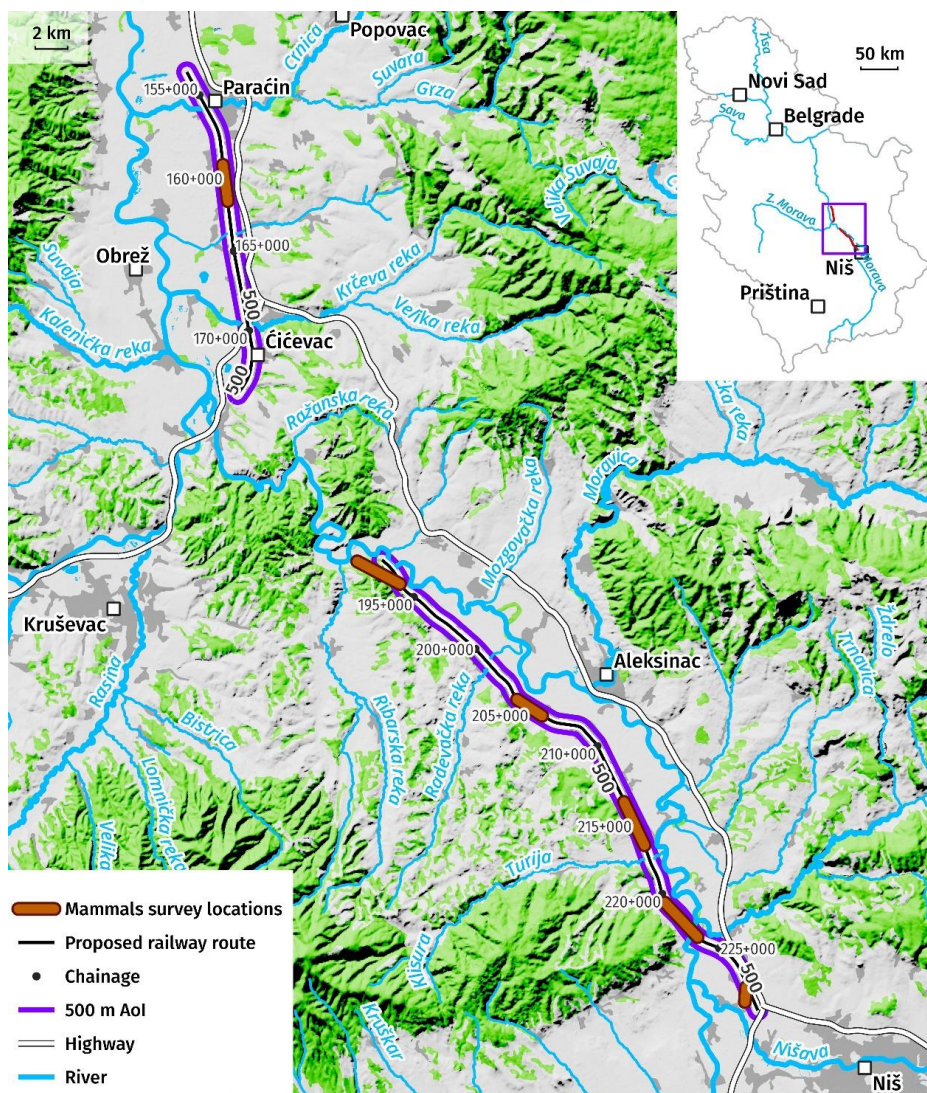 2 km
Popovac
Crnica
Suvara
Paraćin
155+000
Grza
160+000
Velika Suvaja
165+000
Obrež
Suvaja
Krčeva reka
500
Velika reka
Kalenićka reka
170+000
Ćićevac
500
Ražanska reka
čka reka
Moravica
Mozgovačka reka
195+000
Kruševac
200+000
Aleksinac
Ždrelo
Trnavica
Rasina
205+000
Ribarska reka
Radevačka reka
Bistrica
210+000
500
Lomnička reka
Velika
215+000
Turija
220+000
Klisura
225+000
500
Kruškar
Nišava
Niš
50 km
Tisa
Novi Sad
Sava
Belgrade
Z. Morava
Niš
Morava
Priština
Mammals survey locations
Proposed railway route
Chainage
500 m AoI
Highway
River